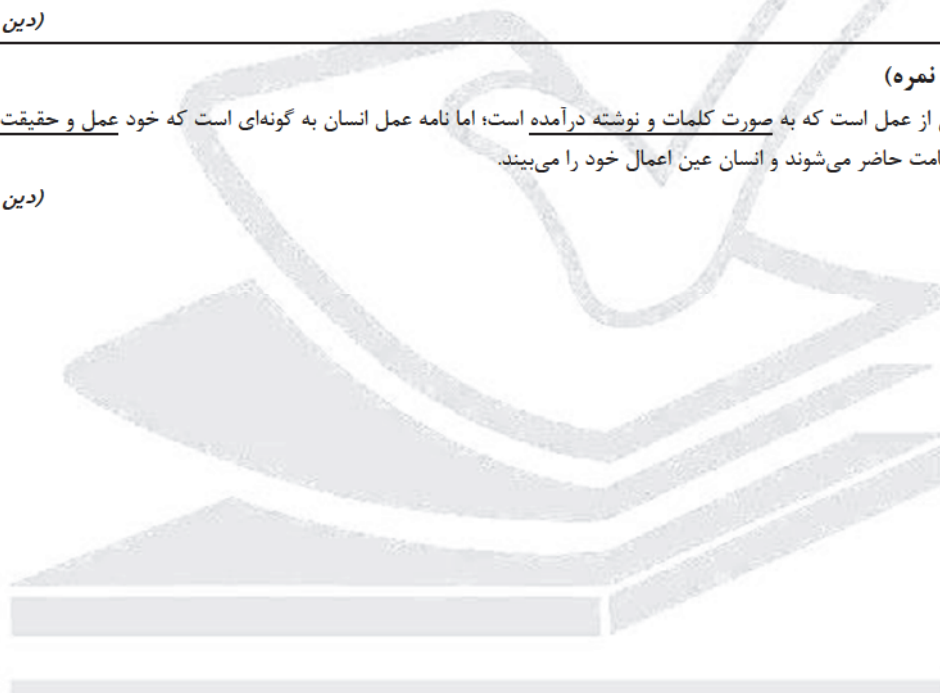 (دین
نمره)
از عمل است که به صورت کلمات و نوشته درآمده است؛ اما نامه عمل انسان به گونه‌ای است که خود عمل و حقیقت
حاضر می‌شوند و انسان عین اعمال خود را می‌بیند.
(دین